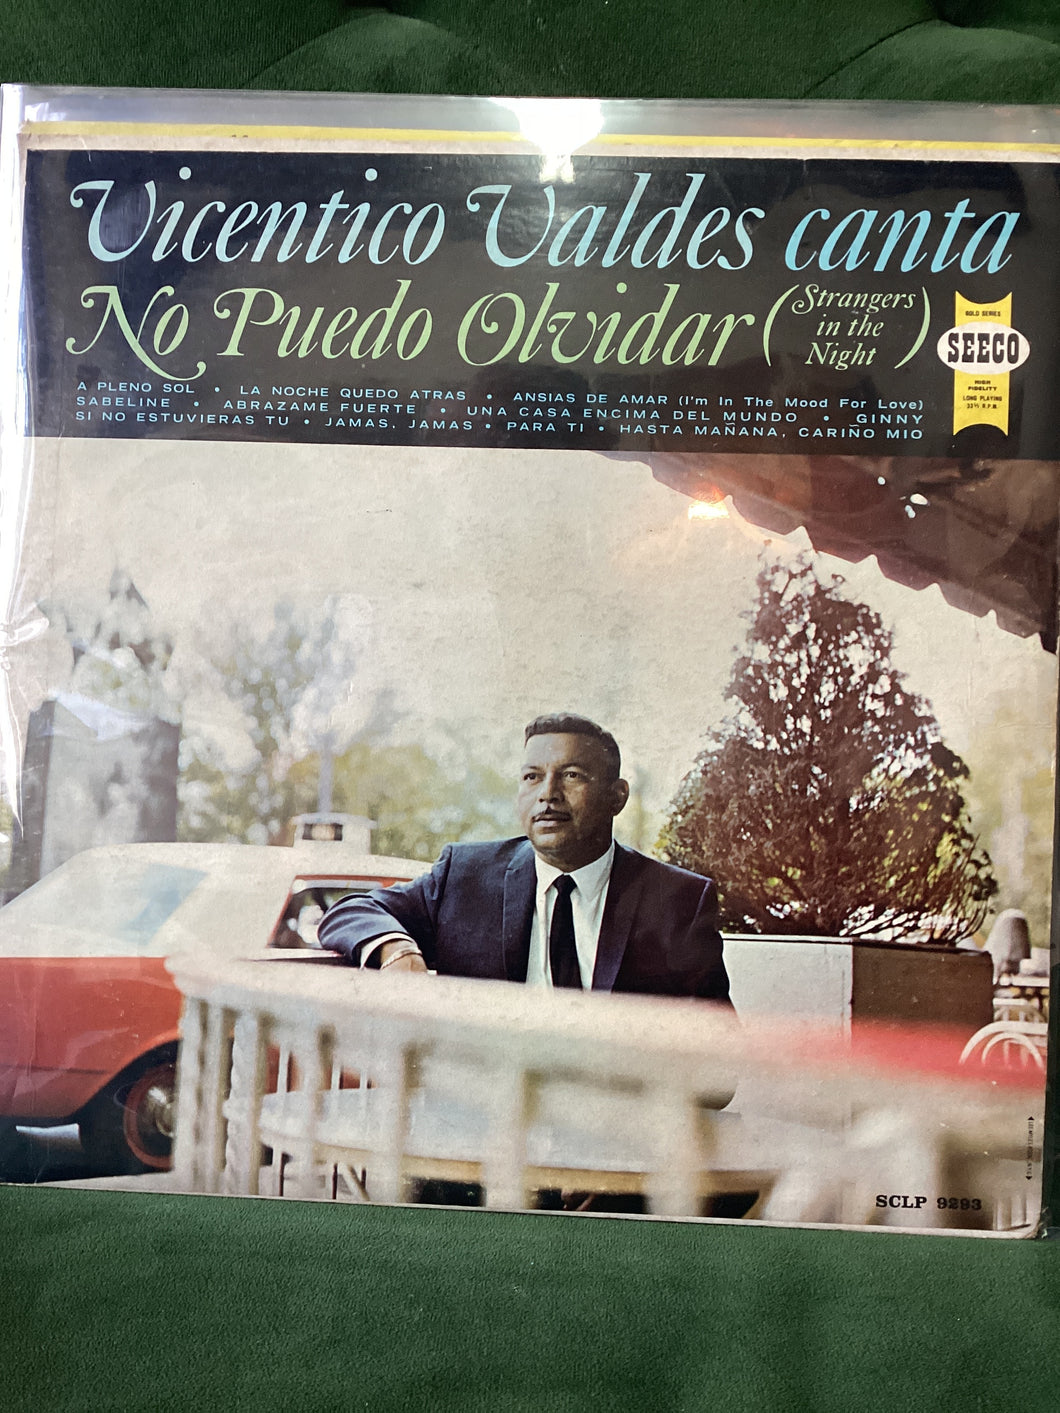 Vicentico Valdes canta
No Puedo Olvidar (Strangers
in the
Night)
A PLENO SOL • LA NOCHE QUEDO ATRAS • ANSIAS DE AMAR (I'm In The Mood For Love)
SABELINE • ABRAZAME FUERTE • UNA CASA ENCIMA DEL MUNDO • GINNY
SI NO ESTUVIERAS TU • JAMAS, JAMAS • PARA TI • HASTA MAÑANA, CARIÑO MIO
GOLD SERIES
SEECO
HIGH
FIDELITY
LONG PLAYING
33⅓ R.P.M.
SCLP 9293